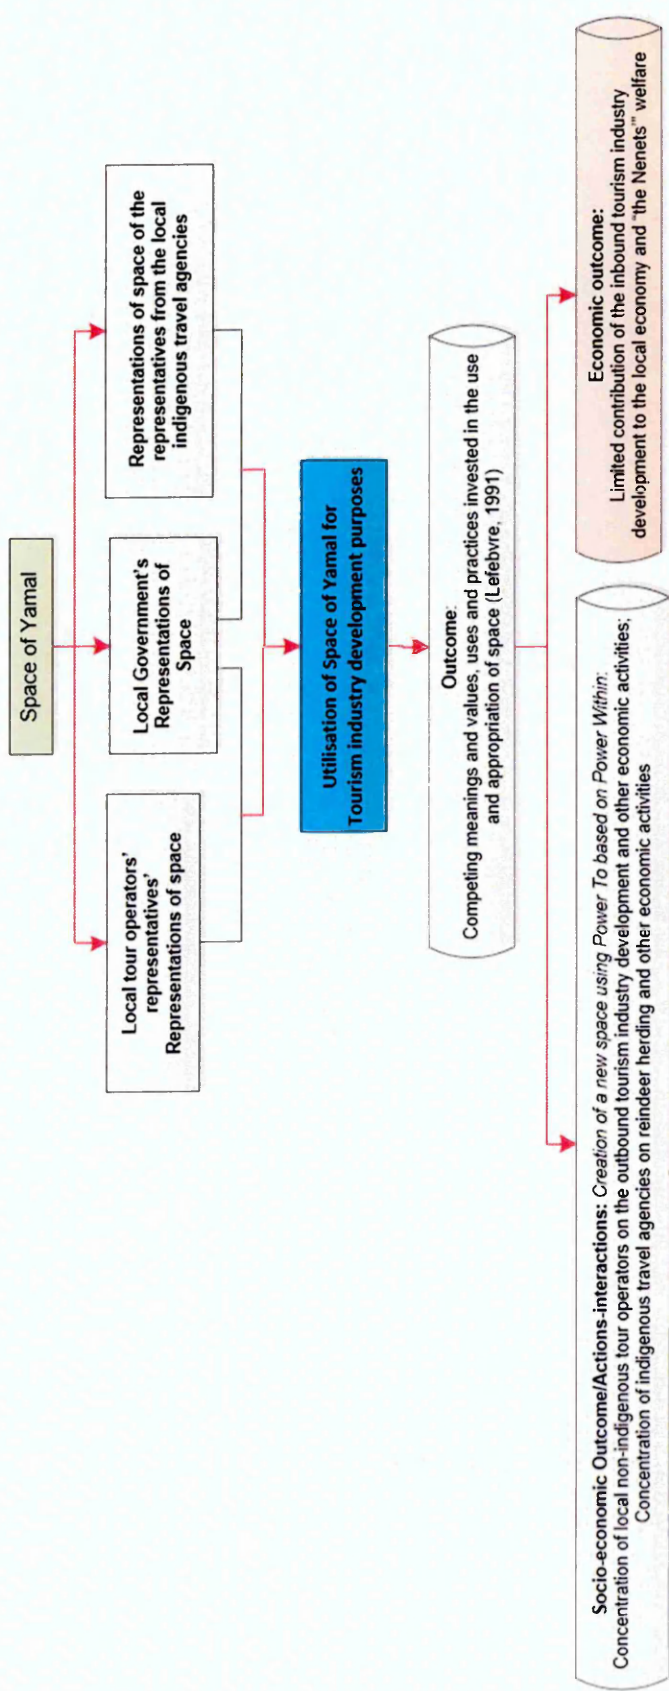 Space of Yamal
Local tour operators'
representatives'
Representations of space
Local Government's
Representations of
Space
Representations of space of the
representatives from the local
indigenous travel agencies
Utilisation of Space of Yamal for
Tourism industry development purposes
Outcome:
Competing meanings and values, uses and practices invested in the use
and appropriation of space (Lefebvre, 1991)
Socio-economic Outcome/Actions-interactions: Creation of a new space using Power To based on Power Within:
Concentration of local non-indigenous tour operators on the outbound tourism industry development and other economic activities;
Concentration of indigenous travel agencies on reindeer herding and other economic activities
Economic outcome:
Limited contribution of the inbound tourism industry
development to the local economy and "the Nenets'" welfare